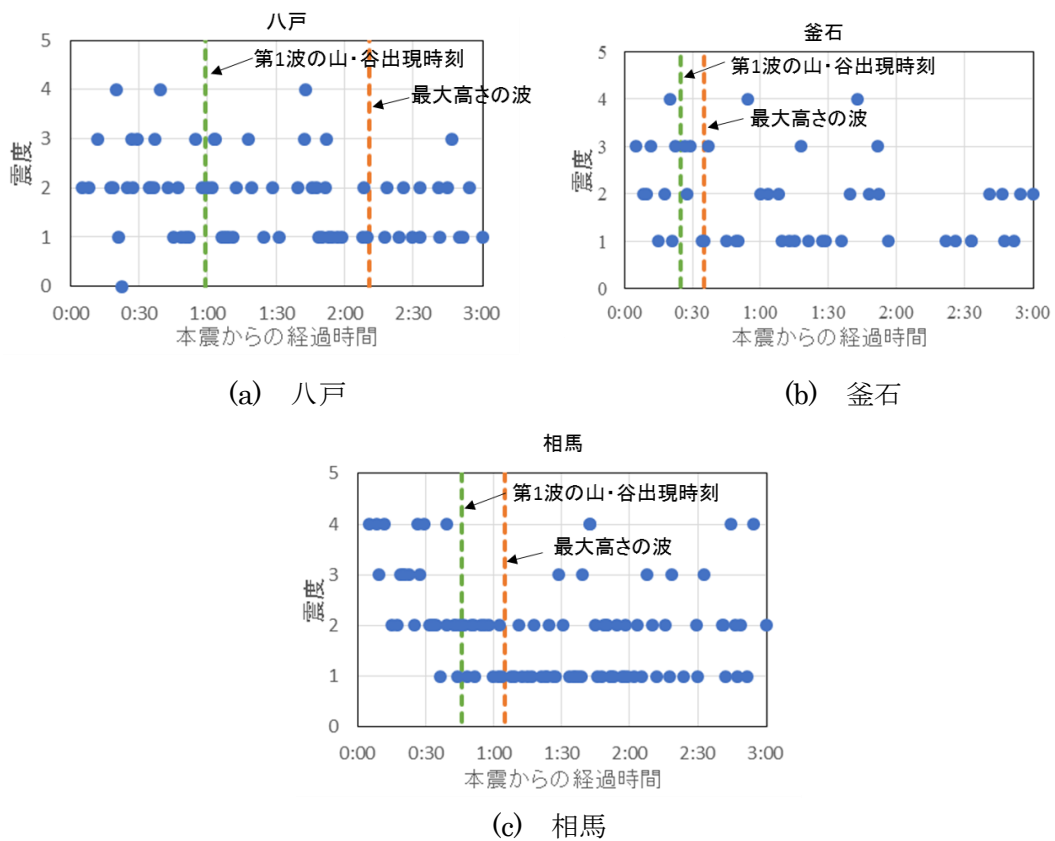 八戸
5
4
3
2
1
0
震度
第1波の山・谷出現時刻
最大高さの波
0:00 0:30 1:00 1:30 2:00 2:30 3:00
本震からの経過時間
(a) 八戸
釜石
5
4
3
2
1
0
震度
第1波の山・谷出現時刻
最大高さの波
0:00 0:30 1:00 1:30 2:00 2:30 3:00
本震からの経過時間
(b) 釜石
相馬
5
4
3
2
1
0
震度
第1波の山・谷出現時刻
最大高さの波
0:00 0:30 1:00 1:30 2:00 2:30 3:00
本震からの経過時間
(c) 相馬